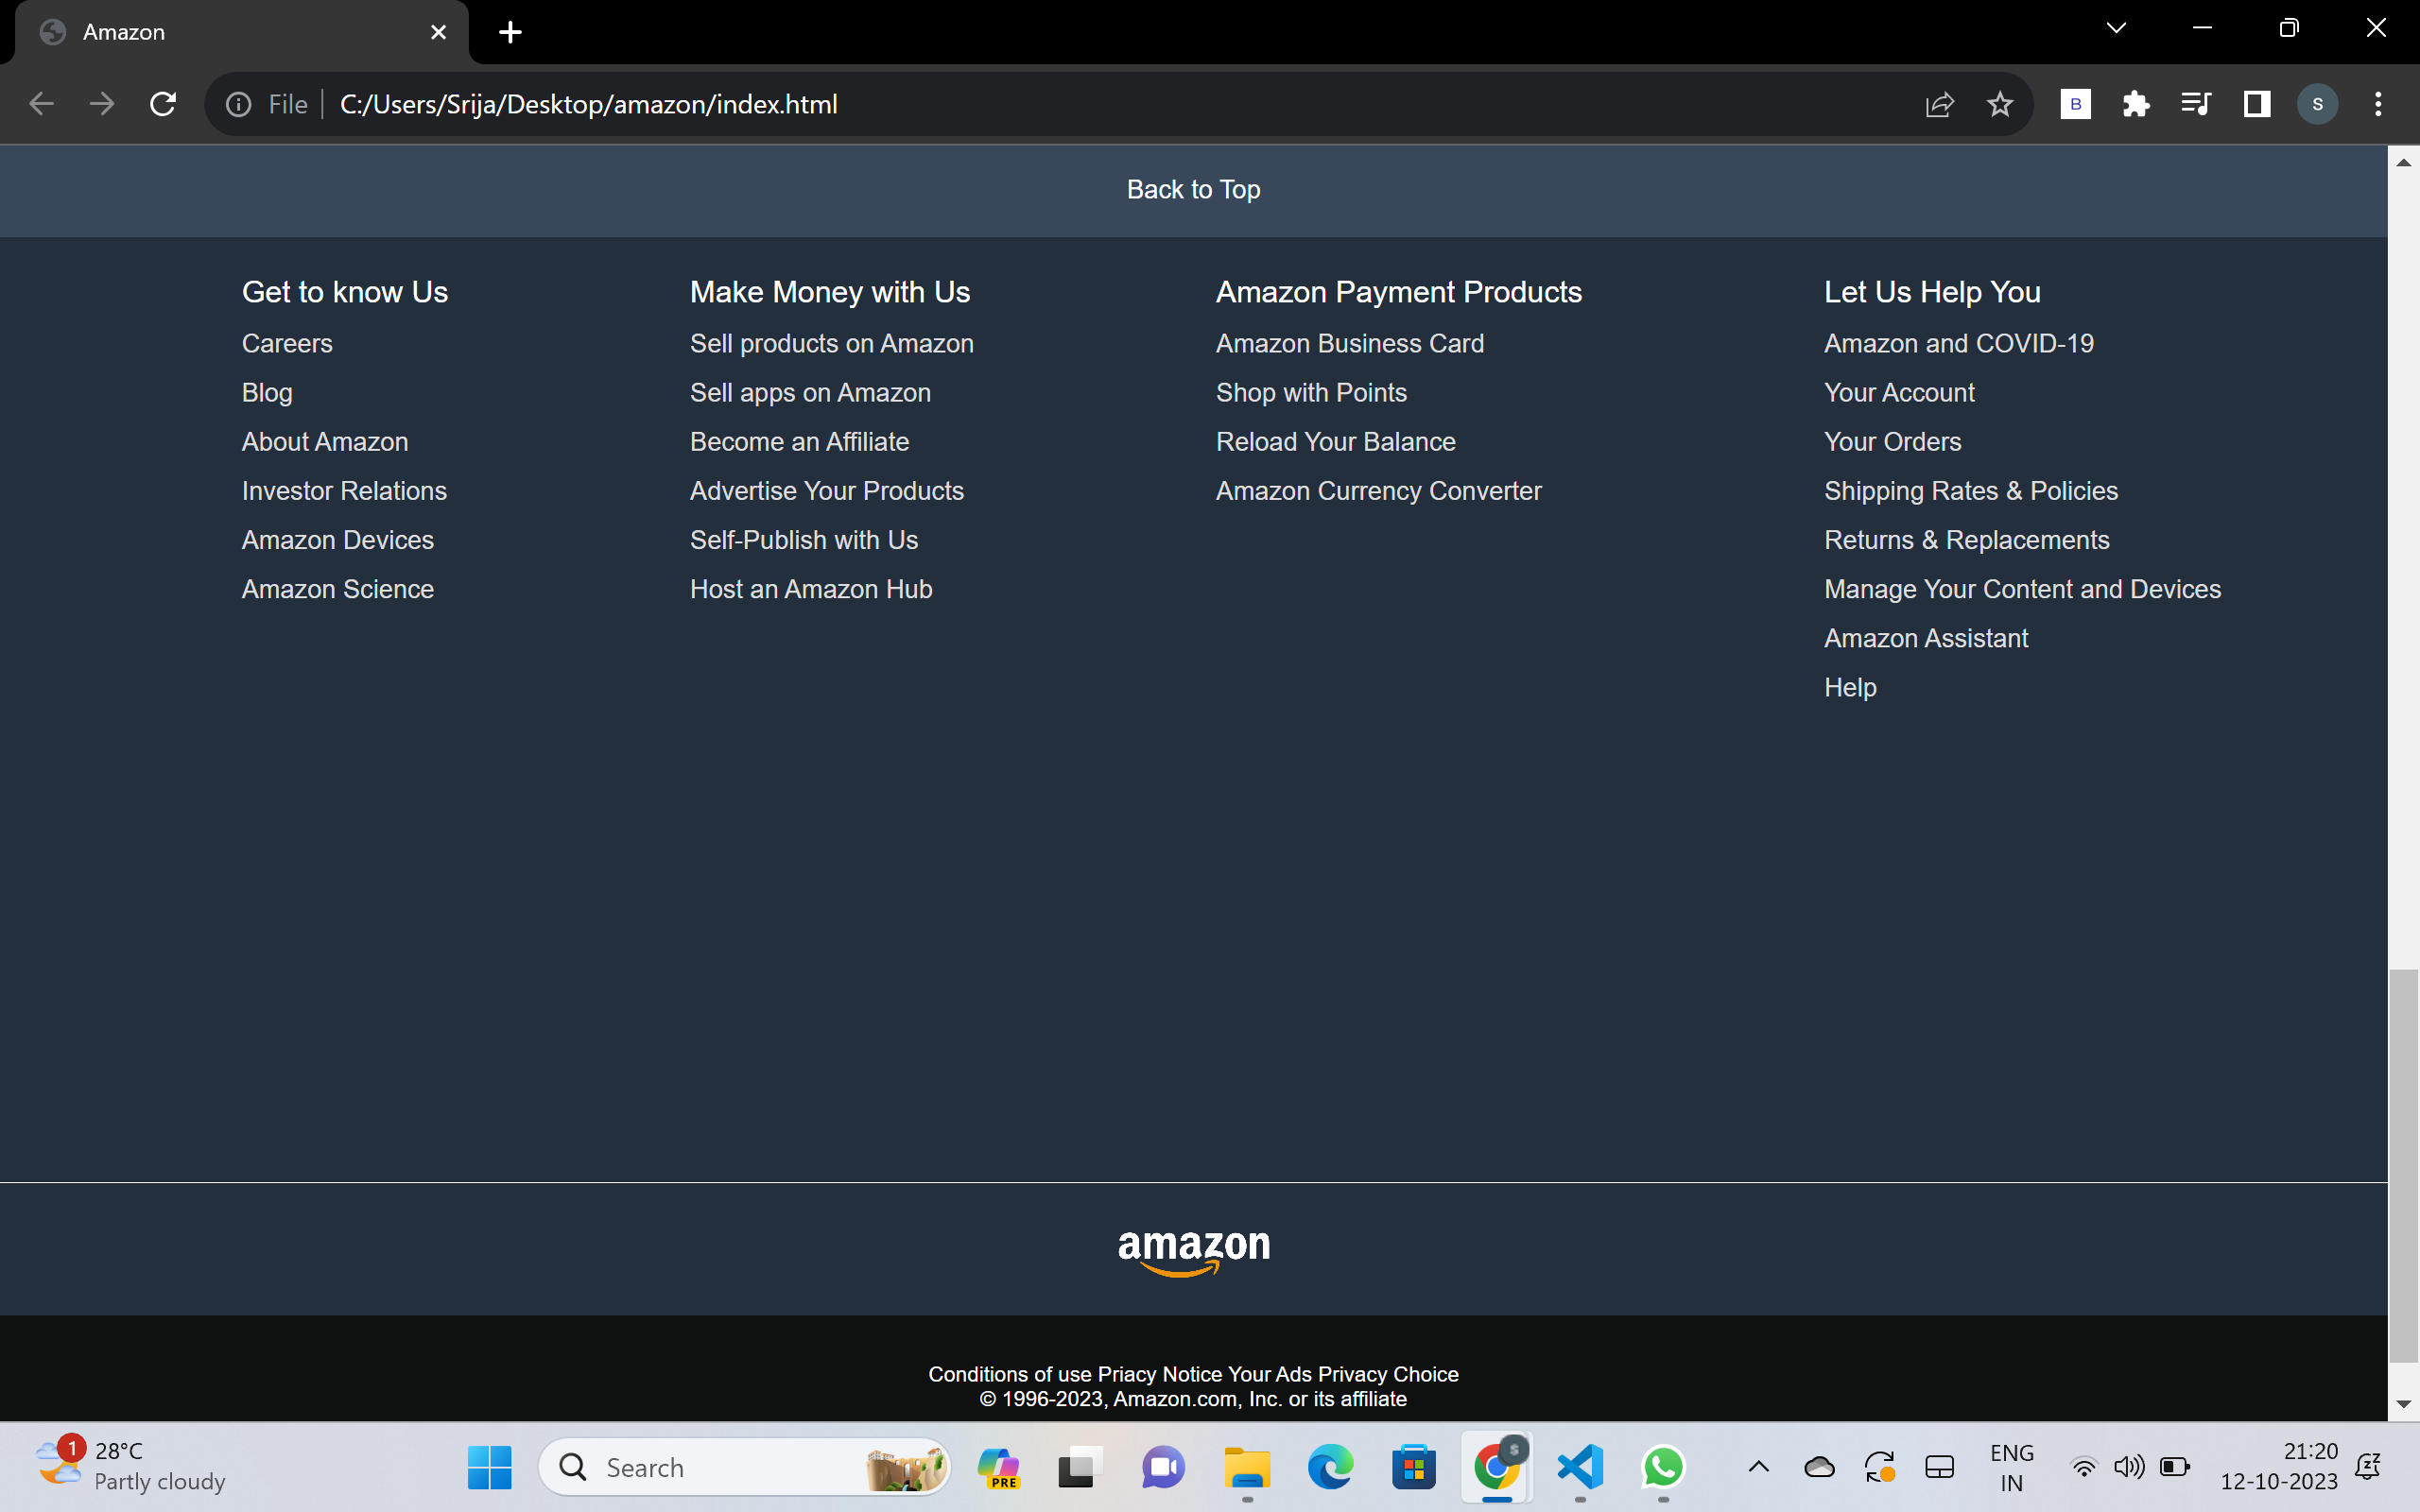 Amazon
File
C:/Users/Srija/Desktop/amazon/index.html
B
S
Back to Top
Get to know Us
Careers
Blog
About Amazon
Investor Relations
Amazon Devices
Amazon Science
Make Money with Us
Sell products on Amazon
Sell apps on Amazon
Become an Affiliate
Advertise Your Products
Self-Publish with Us
Host an Amazon Hub
Amazon Payment Products
Amazon Business Card
Shop with Points
Reload Your Balance
Amazon Currency Converter
Let Us Help You
Amazon and COVID-19
Your Account
Your Orders
Shipping Rates & Policies
Returns & Replacements
Manage Your Content and Devices
Amazon Assistant
Help
amazon
Conditions of use Priacy Notice Your Ads Privacy Choice
© 1996-2023, Amazon.com, Inc. or its affiliate
1
28°C
Partly cloudy
Search
PRE
S
ENG
IN
21:20
12-10-2023